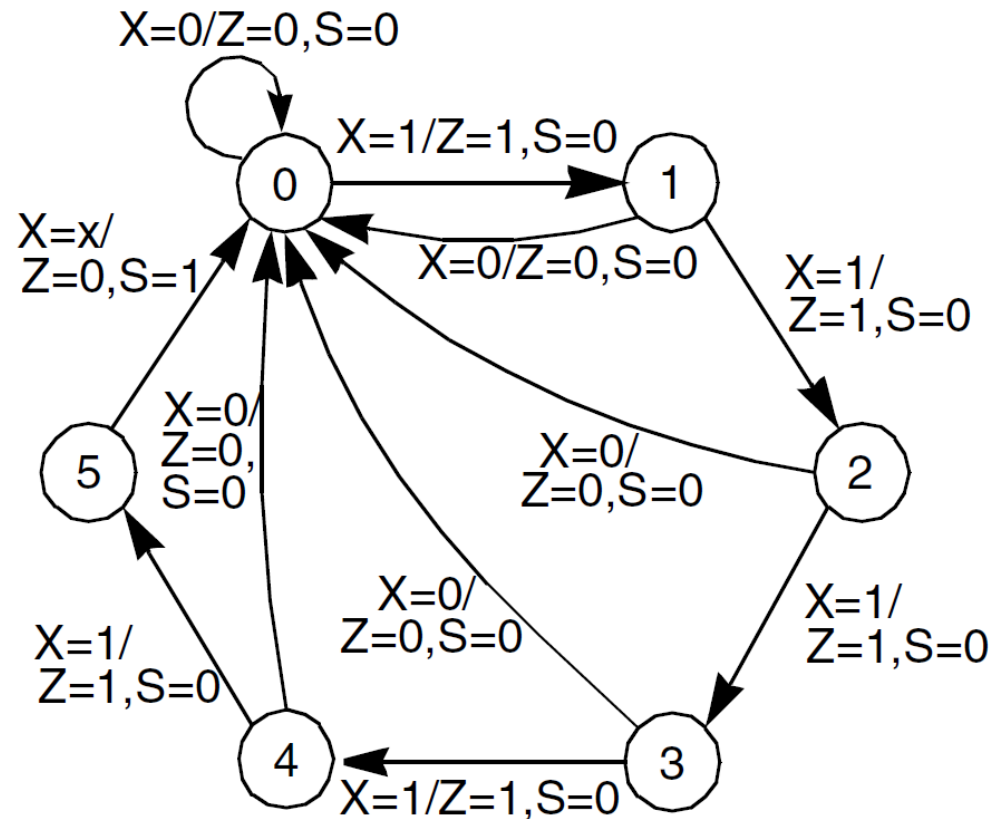 X=0/Z=0,S=0
X=1/Z=1,S=0
0
1
X=x/
Z=0,S=1
X=0/Z=0,S=0
X=1/
Z=1,S=0
X=0/
Z=0,
S=0
X=0/
Z=0,S=0
5
2
X=0/
Z=0,S=0
X=1/
Z=1,S=0
X=1/
Z=1,S=0
4
3
X=1/Z=1,S=0